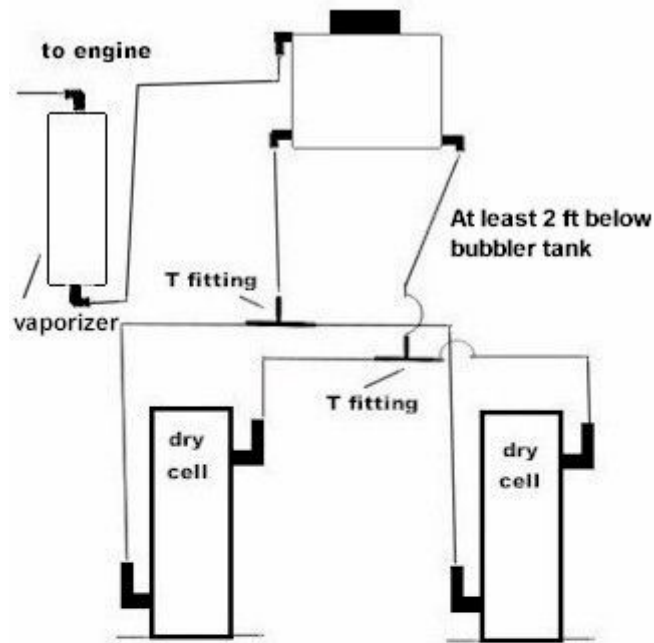 to engine
At least 2 ft below
bubbler tank
T fitting
vaporizer
T fitting
dry
cell
dry
cell